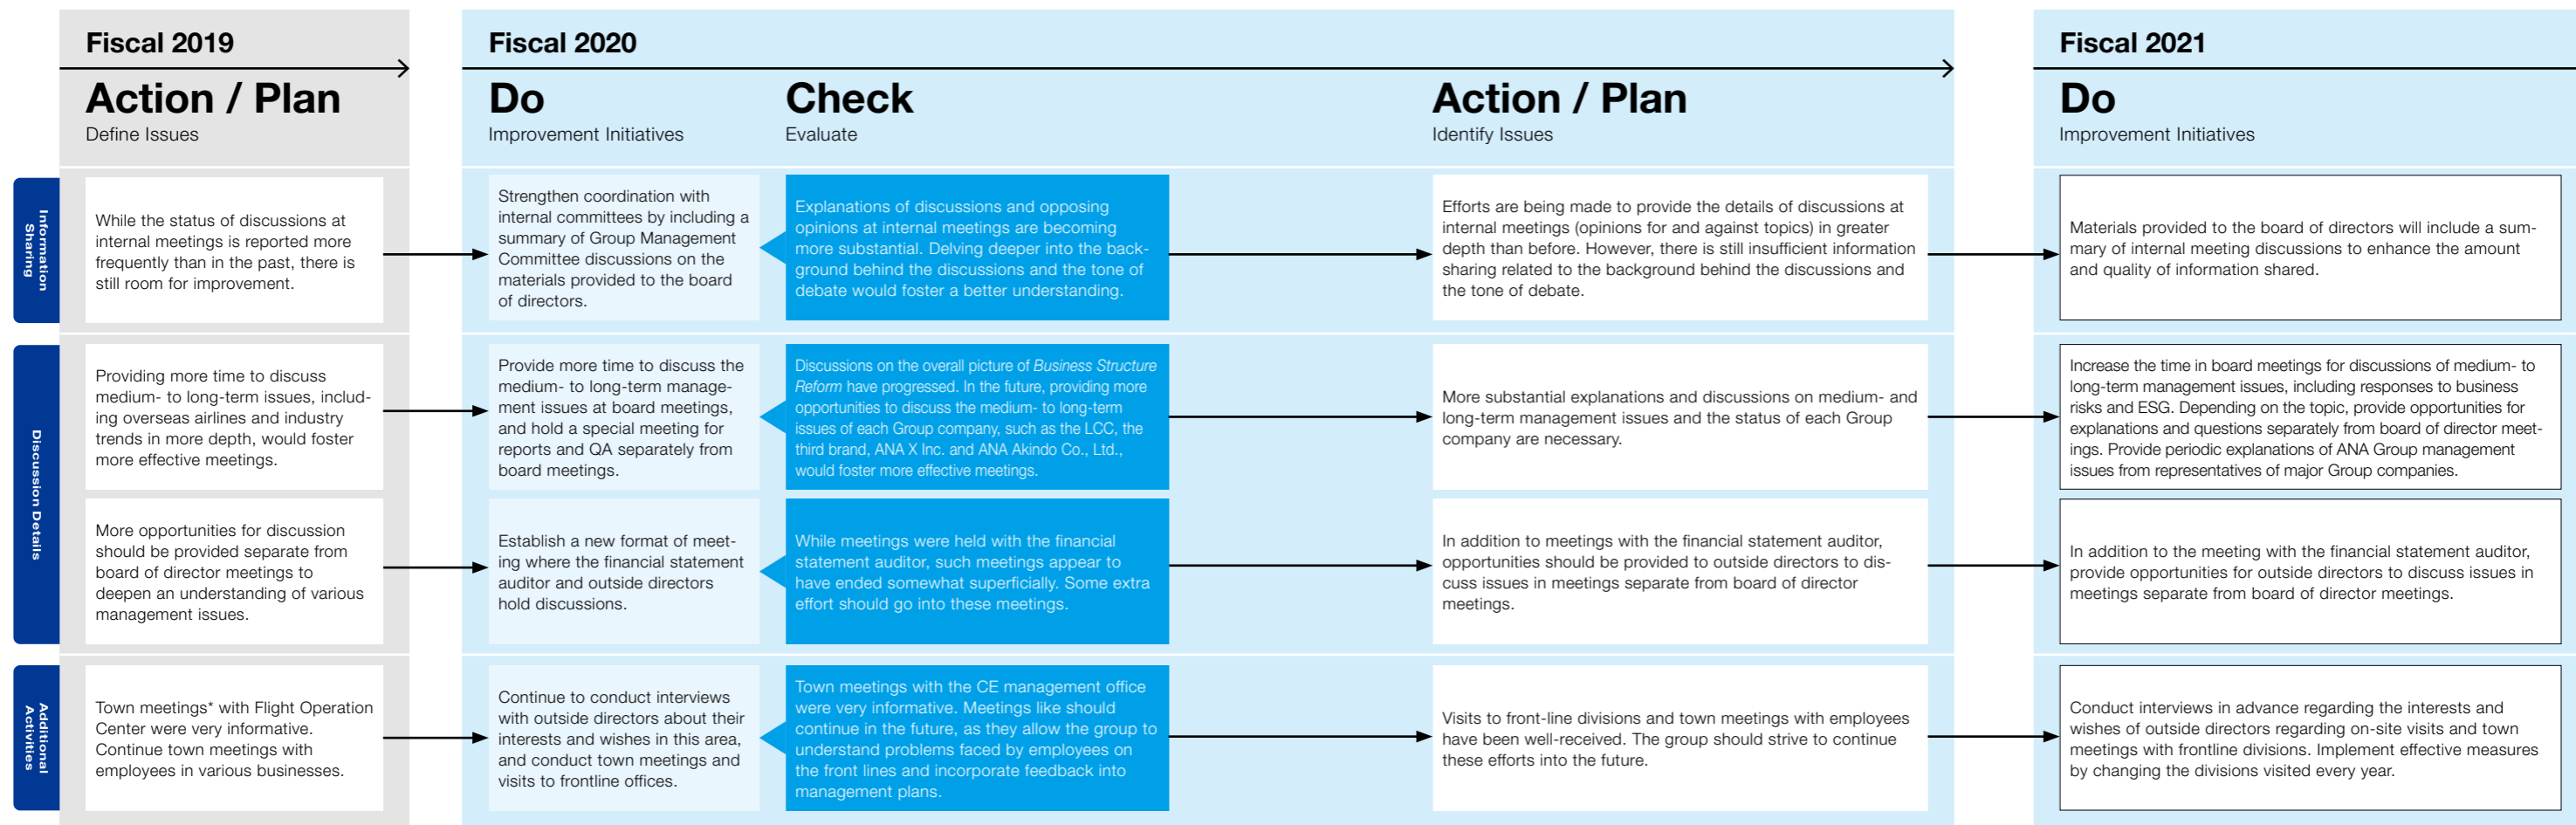 Fiscal 2019
Action / Plan
Define Issues
Fiscal 2020
Do
Improvement Initiatives
Check
Evaluate
Action / Plan
Identify Issues
Fiscal 2021
Do
Improvement Initiatives
Information
Sharing
While the status of discussions at
internal meetings is reported more
frequently than in the past, there is
still room for improvement.
Strengthen coordination with
internal committees by including a
summary of Group Management
Committee discussions on the
materials provided to the board
of directors.
Explanations of discussions and opposing
opinions at internal meetings are becoming
more substantial. Delving deeper into the back-
ground behind the discussions and the tone of
debate would foster a better understanding.
Efforts are being made to provide the details of discussions at
internal meetings (opinions for and against topics) in greater
depth than before. However, there is still insufficient information
sharing related to the background behind the discussions and
the tone of debate.
Materials provided to the board of directors will include a sum-
mary of internal meeting discussions to enhance the amount
and quality of information shared.
Discussion Details
Providing more time to discuss
medium- to long-term issues, includ-
ing overseas airlines and industry
trends in more depth, would foster
more effective meetings.
Provide more time to discuss the
medium- to long-term manage-
ment issues at board meetings,
and hold a special meeting for
reports and QA separately from
board meetings.
Discussions on the overall picture of Business Structure
Reform have progressed. In the future, providing more
opportunities to discuss the medium- to long-term
issues of each Group company, such as the LCC, the
third brand, ANA X Inc. and ANA Akindo Co., Ltd.,
would foster more effective meetings.
More substantial explanations and discussions on medium- and
long-term management issues and the status of each Group
company are necessary.
Increase the time in board meetings for discussions of medium- to
long-term management issues, including responses to business
risks and ESG. Depending on the topic, provide opportunities for
explanations and questions separately from board of director meet-
ings. Provide periodic explanations of ANA Group management
issues from representatives of major Group companies.
More opportunities for discussion
should be provided separate from
board of director meetings to
deepen an understanding of various
management issues.
Establish a new format of meet-
ing where the financial statement
auditor and outside directors
hold discussions.
While meetings were held with the financial
statement auditor, such meetings appear to
have ended somewhat superficially. Some extra
effort should go into these meetings.
In addition to meetings with the financial statement auditor,
opportunities should be provided to outside directors to dis-
cuss issues in meetings separate from board of director
meetings.
In addition to the meeting with the financial statement auditor,
provide opportunities for outside directors to discuss issues in
meetings separate from board of director meetings.
Additional
Activities
Town meetings* with Flight Operation
Center were very informative.
Continue town meetings with
employees in various businesses.
Continue to conduct interviews
with outside directors about their
interests and wishes in this area,
and conduct town meetings and
visits to frontline offices.
Town meetings with the CE management office
were very informative. Meetings like should
continue in the future, as they allow the group to
understand problems faced by employees on
the front lines and incorporate feedback into
management plans.
Visits to front-line divisions and town meetings with employees
have been well-received. The group should strive to continue
these efforts into the future.
Conduct interviews in advance regarding the interests and
wishes of outside directors regarding on-site visits and town
meetings with frontline divisions. Implement effective measures
by changing the divisions visited every year.